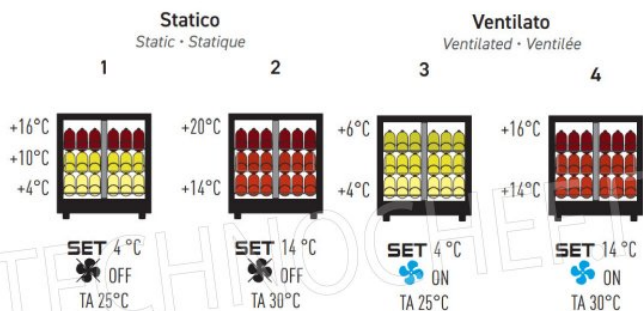 Statico
Static • Statique
Ventilato
Ventilated • Ventilée
1
2
3
4
+16°C
+10°C
+4°C
+20°C
+14°C
+6°C
+4°C
+16°C
+14°C
SET 4 °C
OFF
TA 25°C
SET 14 °C
OFF
TA 30°C
SET 4 °C
ON
TA 25°C
SET 14 °C
ON
TA 30°C